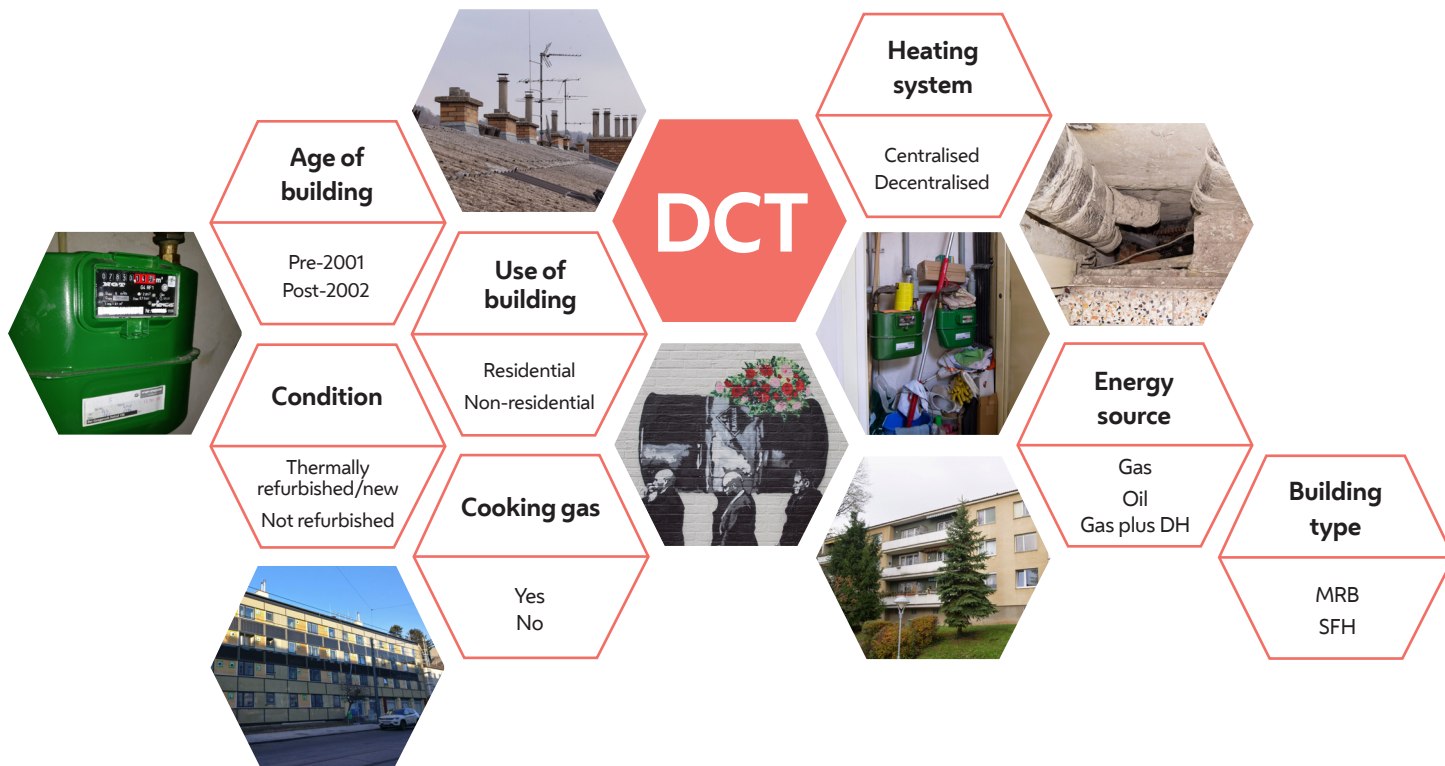 Heating
system
Centralised
Decentralised
DCT
Age of
building
Pre-2001
Post-2002
Use of
building
Residential
Non-residential
Condition
Thermally
refurbished/new
Not refurbished
Cooking gas
Yes
No
Energy
source
Gas
Oil
Gas plus DH
Building
type
MRB
SFH